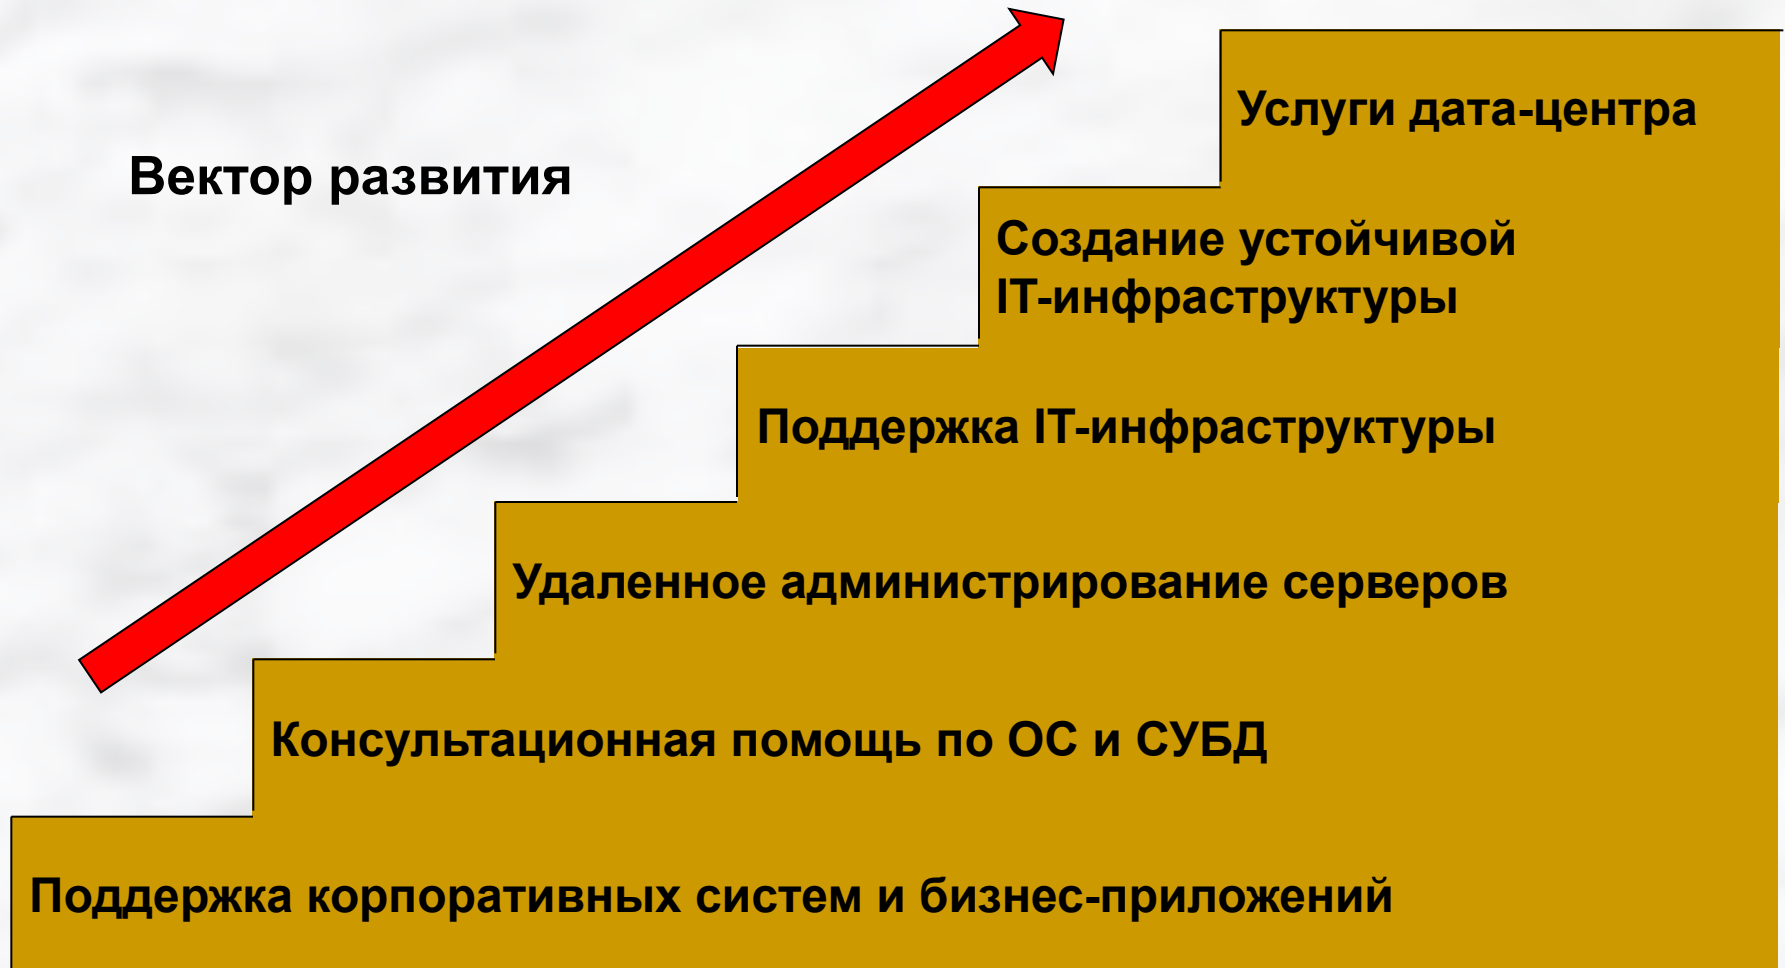 Услуги дата-центра
Вектор развития
Создание устойчивой
IT-инфраструктуры
Поддержка IT-инфраструктуры
Удаленное администрирование серверов
Консультационная помощь по ОС и СУБД
Поддержка корпоративных систем и бизнес-приложений